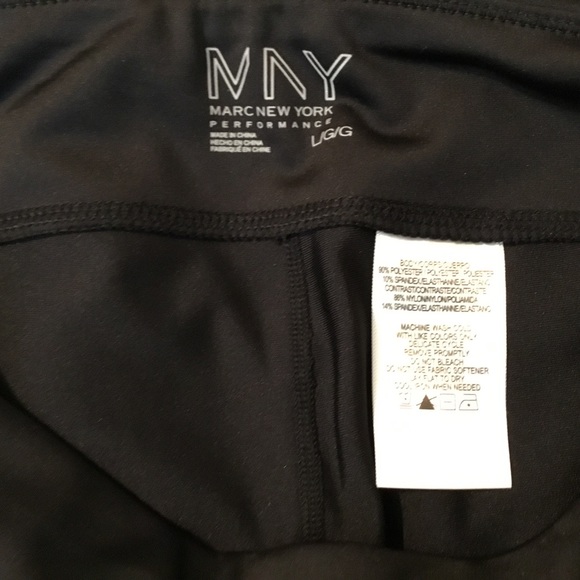 MNY
MARC NEW YORK
PERFORMANCE
MADE IN CHINA
HECHO EN CHINA
FABRIQUÉ EN CHINE
L/G/G
BODY/CORPS/CUERPO
90% POLYESTER/POLYESTER/POLIESTER
10% SPANDEX/ELASTHANNE/ELASTANO
CONTRAST/CONTRASTE/CONTRASTE
86% NYLON/NYLON/POLIAMIDA
14% SPANDEX/ELASTHANNE/ELASTANO
MACHINE WASH COLD
WITH LIKE COLORS ONLY
DELICATE CYCLE
REMOVE PROMPTLY
DO NOT BLEACH
DO NOT USE FABRIC SOFTENER
LAY FLAT TO DRY
COOL IRON WHEN NEEDED